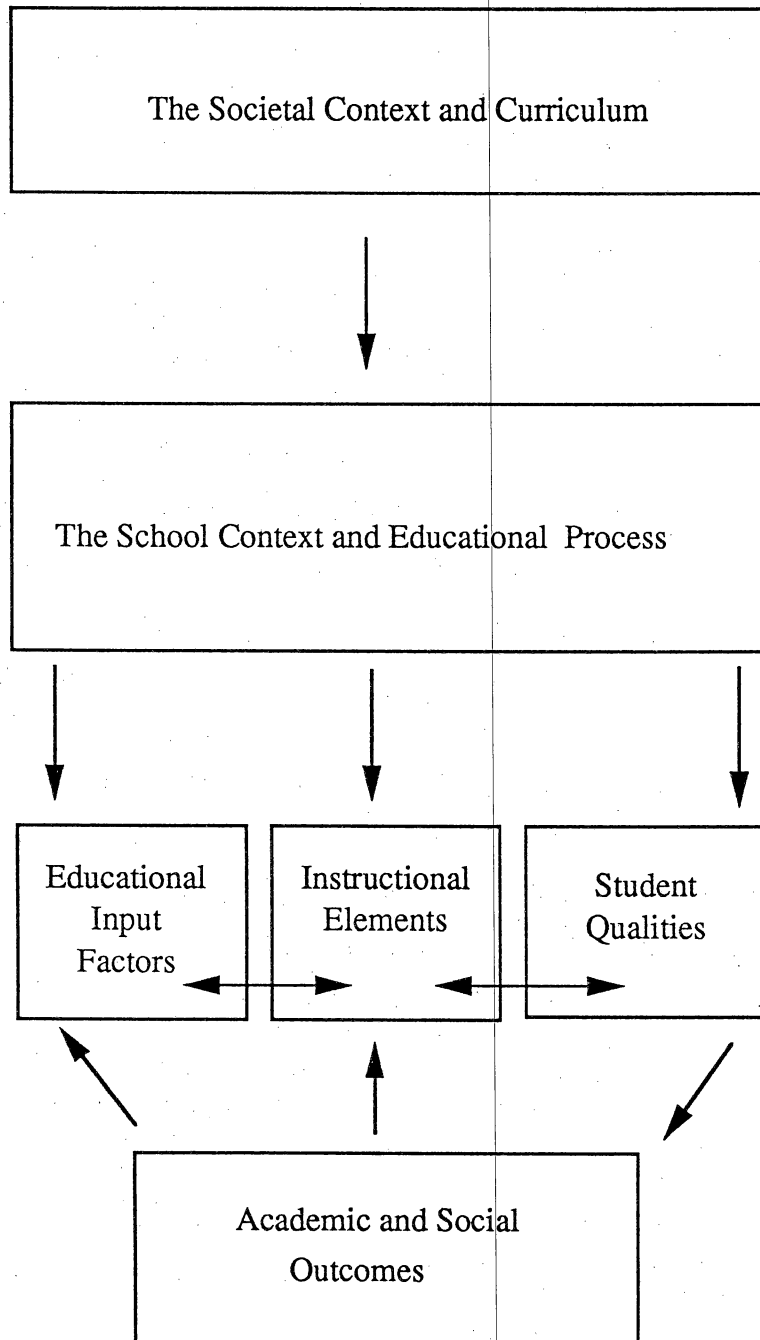 The Societal Context and Curriculum
The School Context and Educational Process
Educational
Input
Factors
Instructional
Elements
Student
Qualities
Academic and Social
Outcomes